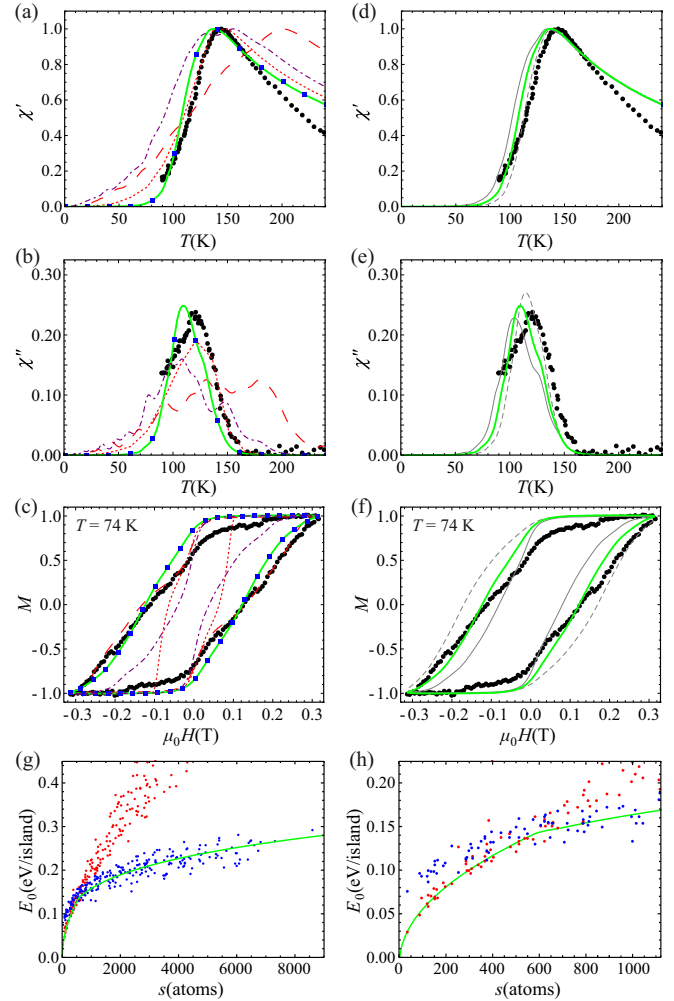 (a)
1.0
0.8
0.6
0.4
0.2
0.0
χ′
0 50 100 150 200
T(K)
(d)
1.0
0.8
0.6
0.4
0.2
0.0
χ′
0 50 100 150 200
T(K)
(b)
0.30
0.20
0.10
0.00
χ″
0 50 100 150 200
T(K)
(e)
0.30
0.20
0.10
0.00
χ″
0 50 100 150 200
T(K)
(c)
T = 74 K
1.0
0.5
0.0
-0.5
-1.0
M
-0.3 -0.2 -0.1 0.0 0.1 0.2 0.3
μ0H(T)
(f)
T = 74 K
1.0
0.5
0.0
-0.5
-1.0
M
-0.3 -0.2 -0.1 0.0 0.1 0.2 0.3
μ0H(T)
(g)
0.4
0.3
0.2
0.1
0.0
E0(eV/island)
0 2000 4000 6000 8000
s(atoms)
(h)
0.20
0.15
0.10
0.05
0.00
E0(eV/island)
0 200 400 600 800 1000
s(atoms)